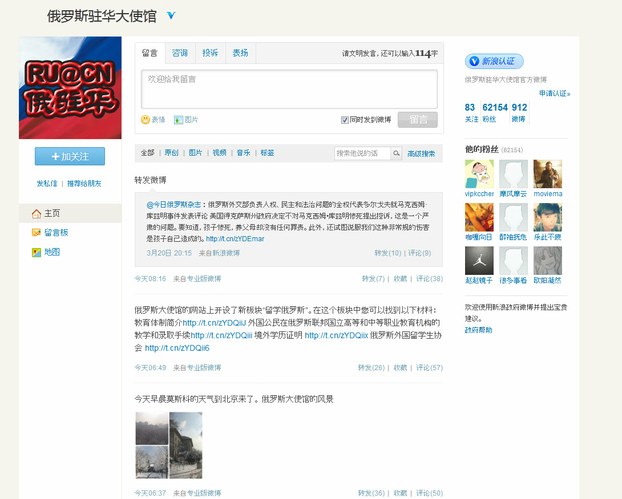 俄罗斯驻华大使馆
RU@CN
俄驻华
+加关注
发私信 | 推荐给朋友
主页
留言板
地图
留言 咨询 投诉 表扬
请文明发言,还可以输入114字
欢迎给我留言
表情 图片
同时发到微博 留言
全部 | 原创 | 图片 | 视频 | 音乐 | 标签
搜索他说的话 高级搜索
转发微博
@今日俄罗斯杂志:俄罗斯外交部负责人权、民主和法治问题的全权代表多尔戈夫就马克西姆·
库兹明事件发表评论 美国得克萨斯州政府决定不对马克西姆·库兹明惨死提出控诉,这是一个严
肃的问题。要知道,孩子惨死,养父母却没有任何罪责。此外,还试图说服我们这种非常规的伤害
是孩子自己造成的。http://t.cn/zYDEmar
3月20日 20:15 来自新浪微博
转发(10) | 评论(9)
今天08:16 来自专业版微博
转发(7) | 收藏 | 评论(38)
俄罗斯大使馆的网站上开设了新板块"留学俄罗斯"。在这个板块中您可以找到以下材料:
教育体制简介http://t.cn/zYDQiiJ 外国公民在俄罗斯联邦国立高等和中等职业教育机构的
教学和录取手续http://t.cn/zYDQiii 境外学历证明 http://t.cn/zYDQiix 俄罗斯外国留学生协
会 http://t.cn/zYDQii6
今天06:49 来自专业版微博
转发(26) | 收藏 | 评论(57)
今天早晨莫斯科的天气到北京来了。俄罗斯大使馆的风景
今天06:37 来自专业版微博
转发(36) | 收藏 | 评论(50)
新浪认证
俄罗斯驻华大使馆官方微博
申请认证»
83 62154 912
关注 粉丝 微博
他的粉丝 (62154)
vipkccher 摩风摩云 moviema
咖喱向日 乐此不疲
赵赵镜子 很多事看 欧阳凝然
欢迎使用新浪政府微博并提出宝贵
建议。
政府帮助